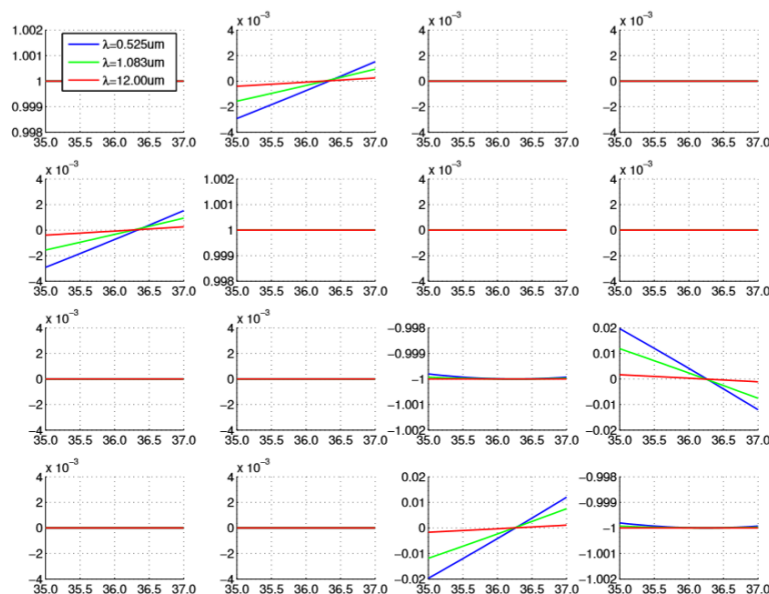 x 10⁻³ x 10⁻³ x 10⁻³
1.002 4 4 4
λ=0.525um
1.001 2 2 2
λ=1.083um
1 0 0 0
λ=12.00um
0.999 −2 −2 −2
0.998 −4 −4 −4
35.0 35.5 36.0 36.5 37.0 35.0 35.5 36.0 36.5 37.0 35.0 35.5 36.0 36.5 37.0 35.0 35.5 36.0 36.5 37.0
x 10⁻³ x 10⁻³ x 10⁻³
4 1.002 4 4
2 1.001 2 2
0 1 0 0
−2 0.999 −2 −2
−4 0.998 −4 −4
35.0 35.5 36.0 36.5 37.0 35.0 35.5 36.0 36.5 37.0 35.0 35.5 36.0 36.5 37.0 35.0 35.5 36.0 36.5 37.0
x 10⁻³ x 10⁻³
4 4 −0.998 0.02
2 2 −0.999 0.01
0 0 −1 0
−2 −2 −1.001 −0.01
−4 −4 −1.002 −0.02
35.0 35.5 36.0 36.5 37.0 35.0 35.5 36.0 36.5 37.0 35.0 35.5 36.0 36.5 37.0 35.0 35.5 36.0 36.5 37.0
x 10⁻³ x 10⁻³
4 4 0.02 −0.998
2 2 0.01 −0.999
0 0 0 −1
−2 −2 −0.01 −1.001
−4 −4 −0.02 −1.002
35.0 35.5 36.0 36.5 37.0 35.0 35.5 36.0 36.5 37.0 35.0 35.5 36.0 36.5 37.0 35.0 35.5 36.0 36.5 37.0